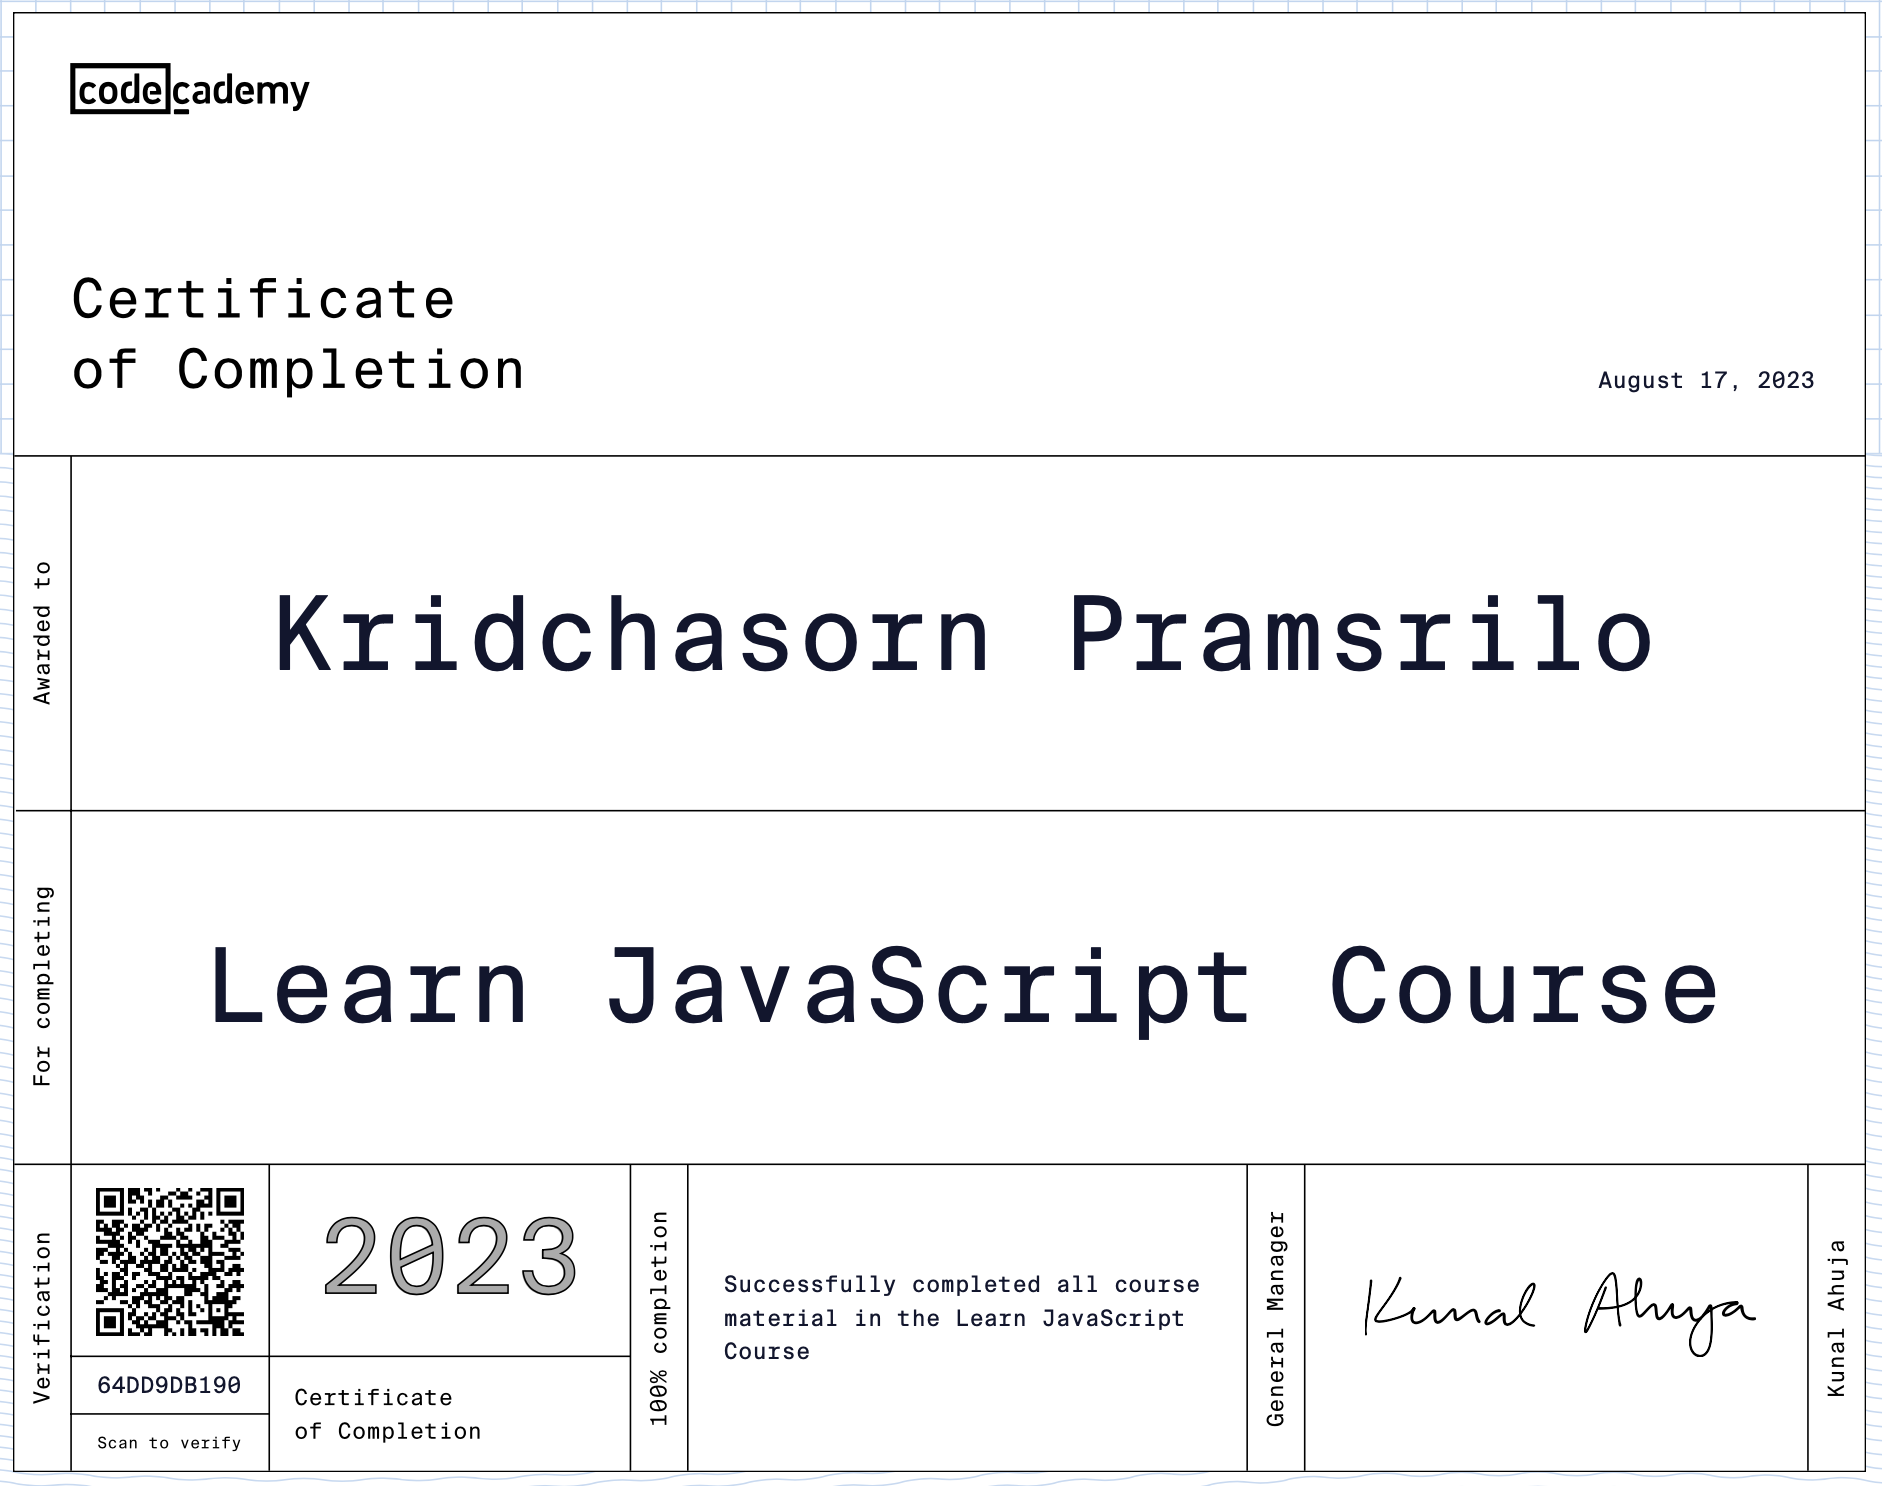 codecademy
Certificate
of Completion
August 17, 2023
Awarded to
Kridchasorn Pramsrilo
For completing
Learn JavaScript Course
Verification
64DD9DB190
Scan to verify
2023
Certificate
of Completion
100% completion
Successfully completed all course
material in the Learn JavaScript
Course
General Manager
Kunal Ahuja
Kunal Ahuja